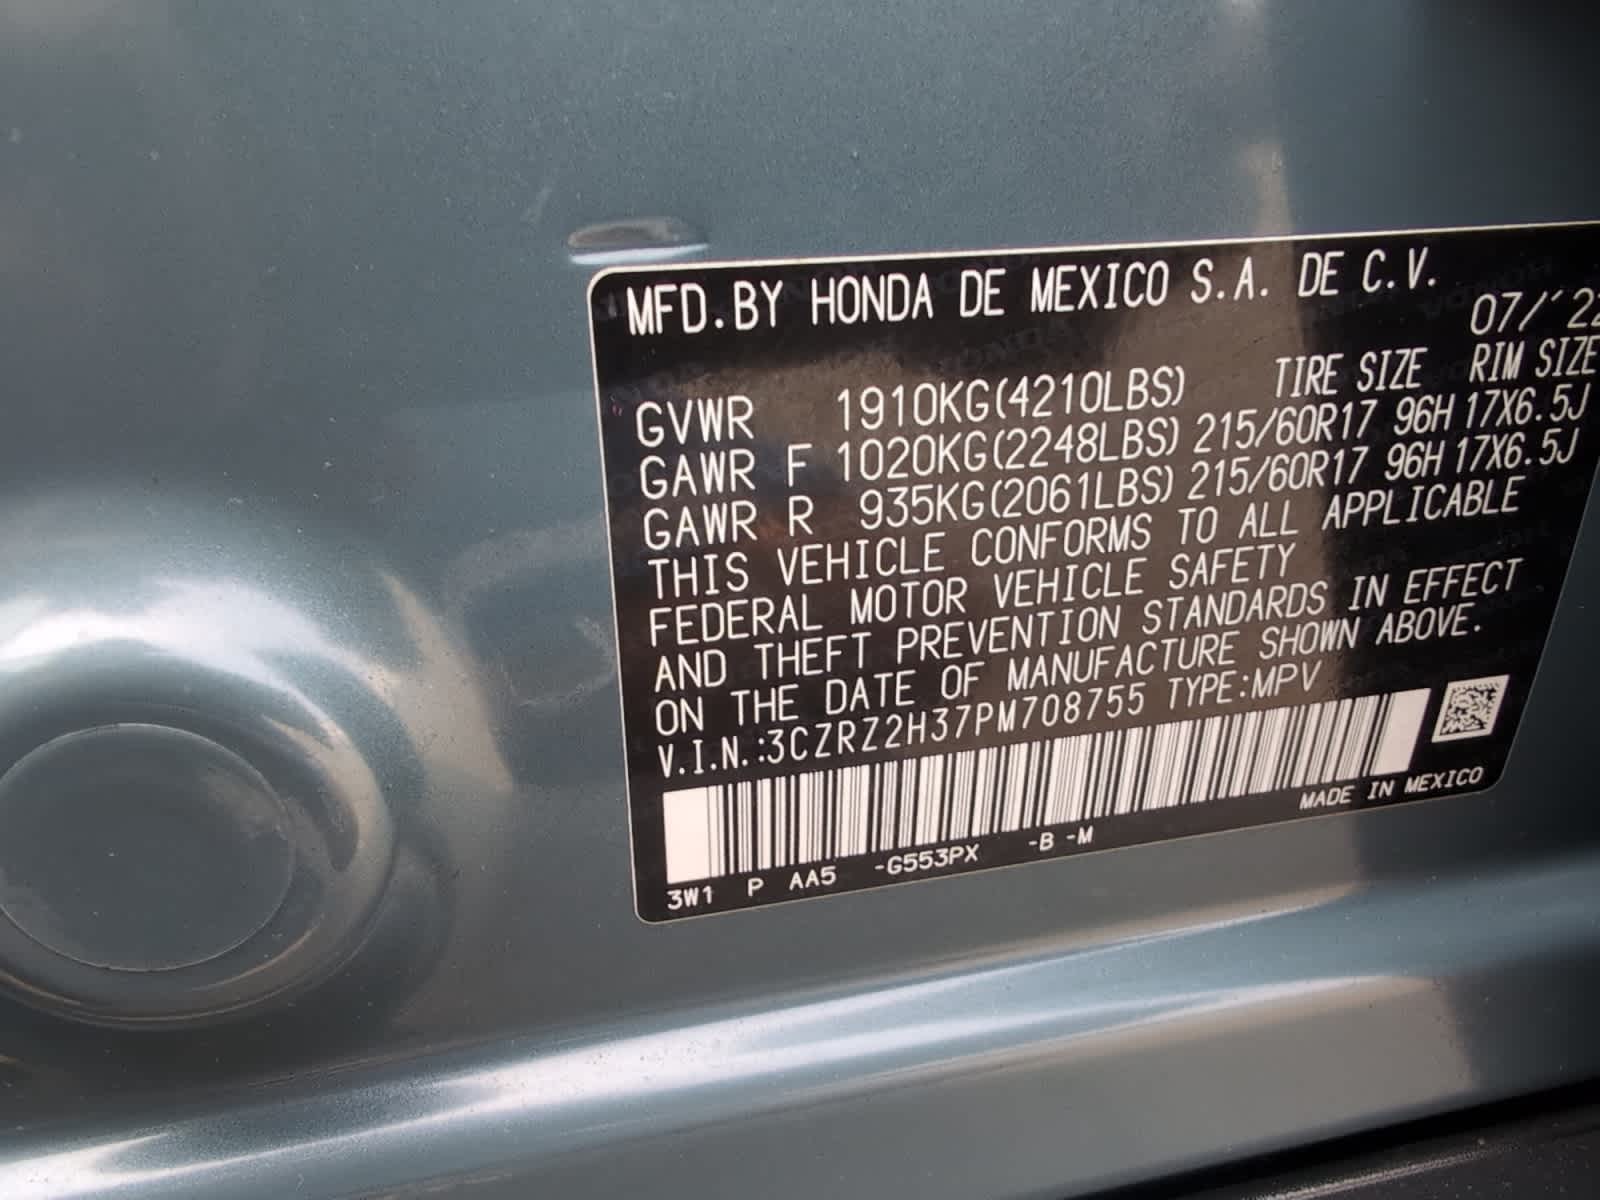 MFD.BY HONDA DE MEXICO S.A. DE C.V.
07/'22
TIRE SIZE RIM SIZE
GVWR 1910KG(4210LBS)
GAWR F 1020KG(2248LBS) 215/60R17 96H 17X6.5J
GAWR R 935KG(2061LBS) 215/60R17 96H 17X6.5J
THIS VEHICLE CONFORMS TO ALL APPLICABLE
FEDERAL MOTOR VEHICLE SAFETY
AND THEFT PREVENTION STANDARDS IN EFFECT
ON THE DATE OF MANUFACTURE SHOWN ABOVE.
V.I.N.:3CZRZ2H37PM708755 TYPE:MPV
MADE IN MEXICO
3W1 P AA5 -G553PX -B -M